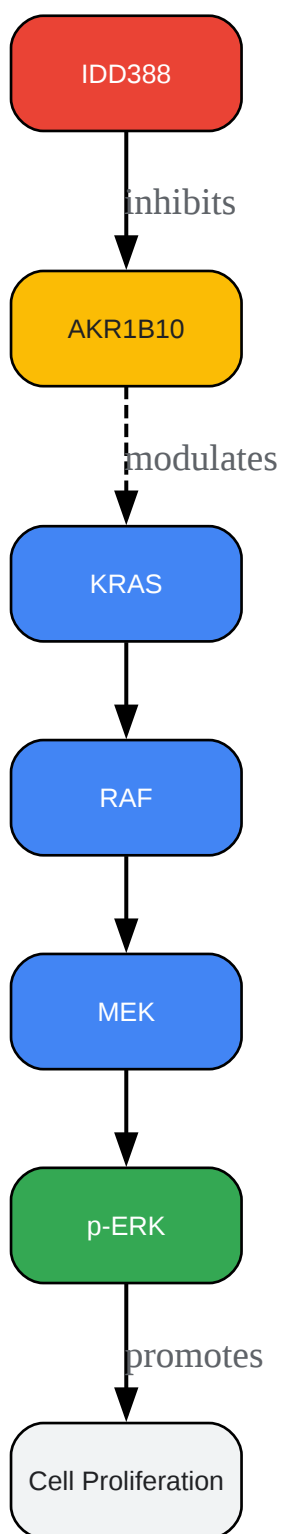 IDD388
inhibits
AKR1B10
modulates
KRAS
RAF
MEK
p-ERK
promotes
Cell Proliferation